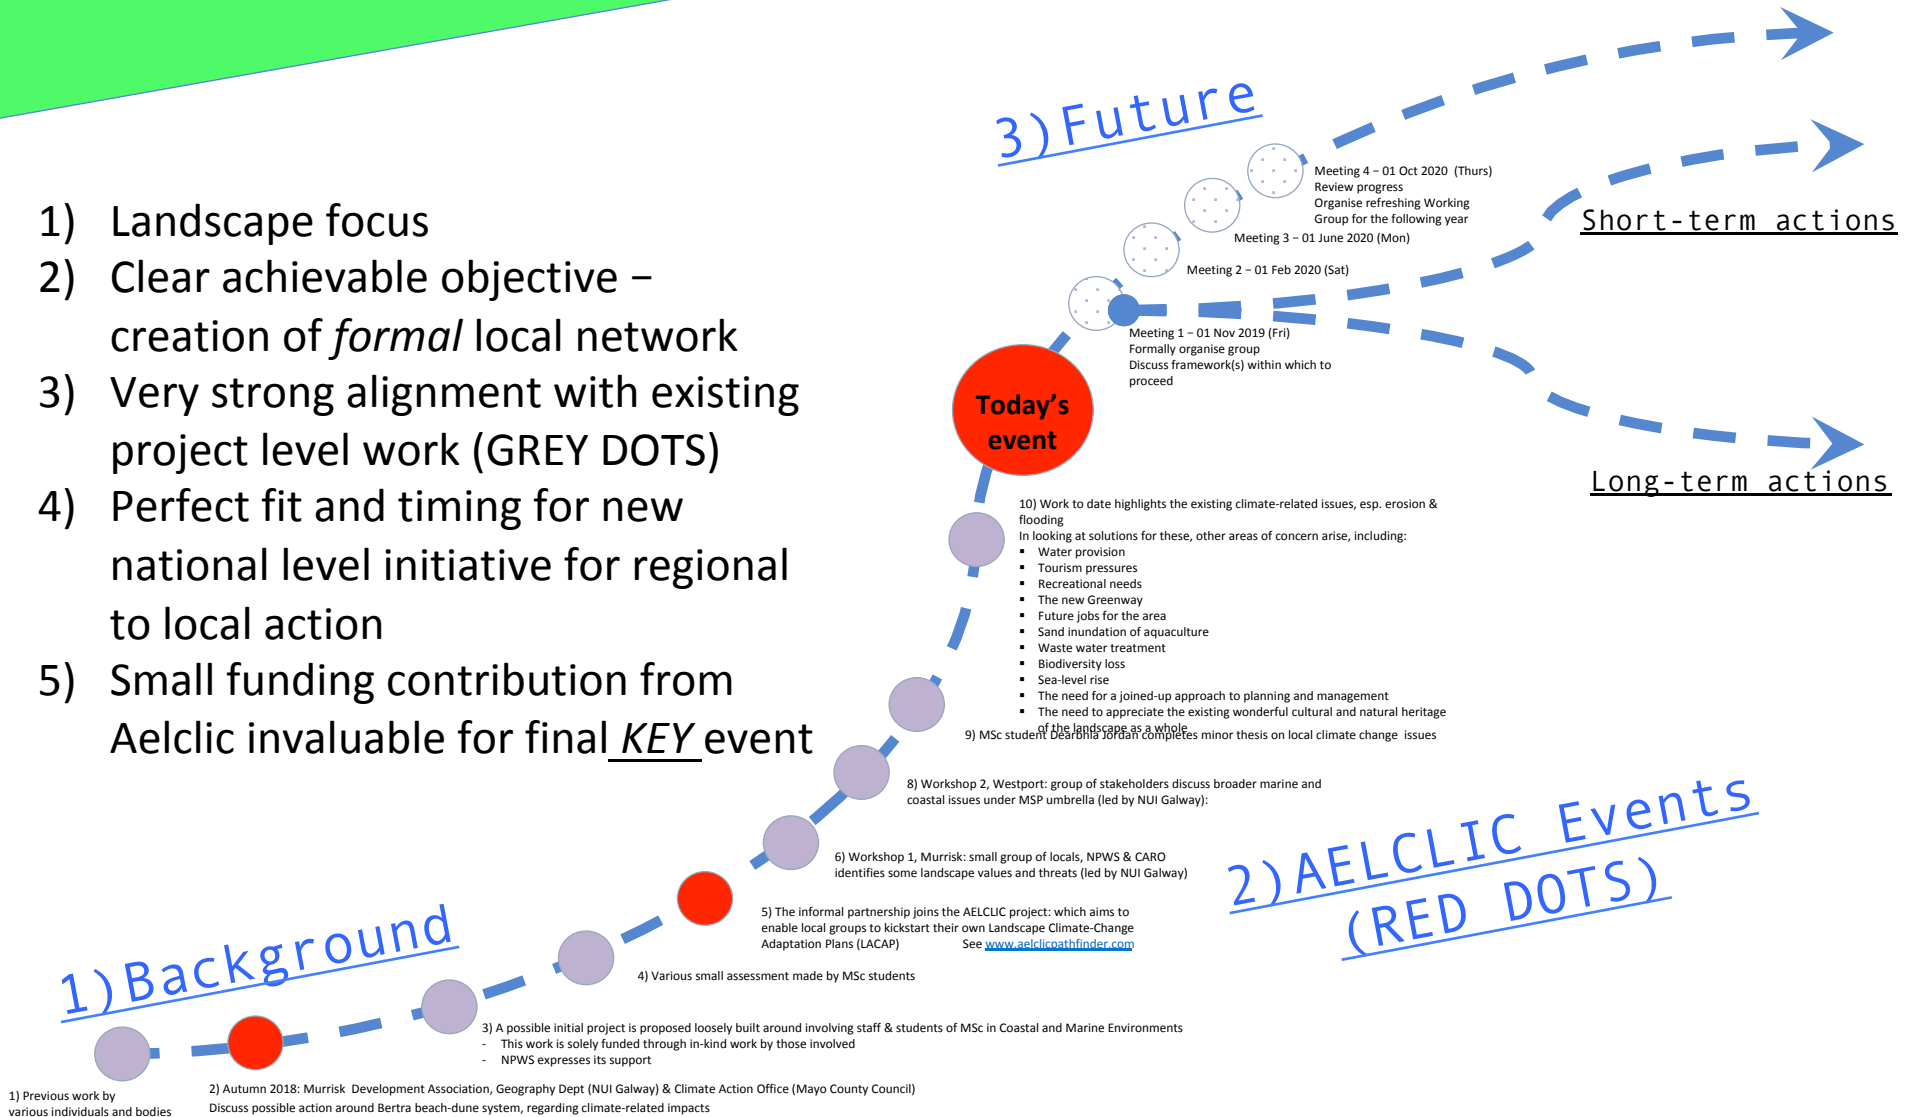 3)Future
1) Landscape focus
2) Clear achievable objective –
creation of formal local network
3) Very strong alignment with existing
project level work (GREY DOTS)
4) Perfect fit and timing for new
national level initiative for regional
to local action
5) Small funding contribution from
Aelclic invaluable for final KEY event
Meeting 4 – 01 Oct 2020 (Thurs)
Review progress
Organise refreshing Working
Group for the following year
Short-term actions
Meeting 3 – 01 June 2020 (Mon)
Meeting 2 – 01 Feb 2020 (Sat)
Meeting 1 – 01 Nov 2019 (Fri)
Formally organise group
Discuss framework(s) within which to
proceed
Today's
event
Long-term actions
10) Work to date highlights the existing climate-related issues, esp. erosion &
flooding
In looking at solutions for these, other areas of concern arise, including:
▪ Water provision
▪ Tourism pressures
▪ Recreational needs
▪ The new Greenway
▪ Future jobs for the area
▪ Sand inundation of aquaculture
▪ Waste water treatment
▪ Biodiversity loss
▪ Sea-level rise
▪ The need for a joined-up approach to planning and management
▪ The need to appreciate the existing wonderful cultural and natural heritage
of the landscape as a whole
9) MSc student Dearbhla Jordan completes minor thesis on local climate change issues
8) Workshop 2, Westport: group of stakeholders discuss broader marine and
coastal issues under MSP umbrella (led by NUI Galway):
2)AELCLIC Events
(RED DOTS)
6) Workshop 1, Murrisk: small group of locals, NPWS & CARO
identifies some landscape values and threats (led by NUI Galway)
5) The informal partnership joins the AELCLIC project: which aims to
enable local groups to kickstart their own Landscape Climate-Change
Adaptation Plans (LACAP) See www.aelclicpathfinder.com
1)Background
4) Various small assessment made by MSc students
3) A possible initial project is proposed loosely built around involving staff & students of MSc in Coastal and Marine Environments
- This work is solely funded through in-kind work by those involved
- NPWS expresses its support
2) Autumn 2018: Murrisk Development Association, Geography Dept (NUI Galway) & Climate Action Office (Mayo County Council)
Discuss possible action around Bertra beach-dune system, regarding climate-related impacts
1) Previous work by
various individuals and bodies